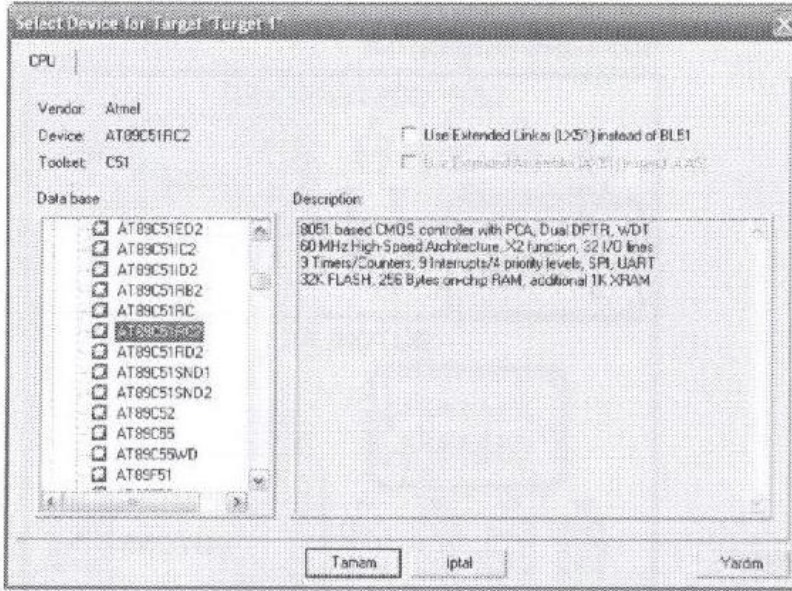 Select Device for Target 'Target 1'
CPU
Vendor: Atmel
Device: AT89C51RC2
Toolset: C51
Use Extended Linker (LX51) instead of BL51
Data base
Description:
AT89C51ED2
AT89C51IC2
AT89C51ID2
AT89C51RB2
AT89C51RC
AT89C51RC2
AT89C51RD2
AT89C51SND1
AT89C51SND2
AT89C52
AT89C55
AT89C55WD
AT89F51
8051 based CMOS controller with PCA, Dual DPTR, WDT
60 MHz High-Speed Architecture, X2 function, 32 I/O lines
3 Timers/Counters, 9 Interrupts/4 priority levels, SPI, UART
32K FLASH, 256 Bytes on-chip RAM, additional 1K XRAM
Tamam
İptal
Yardım